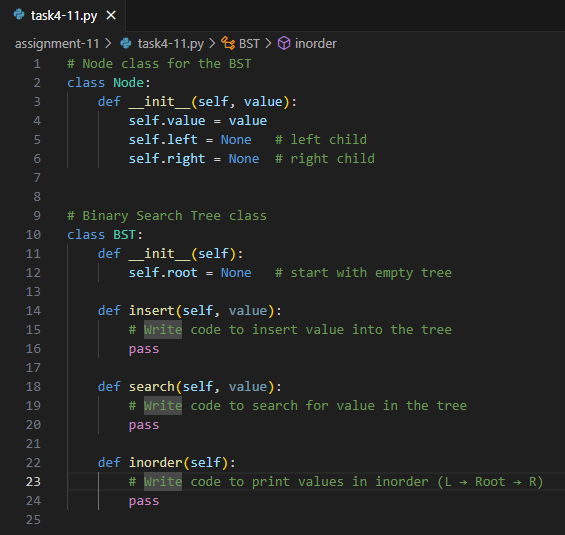 task4-11.py ×
assignment-11 > task4-11.py > BST > inorder
1 # Node class for the BST
2 class Node:
3     def __init__(self, value):
4         self.value = value
5         self.left = None   # left child
6         self.right = None  # right child
7
8
9 # Binary Search Tree class
10 class BST:
11     def __init__(self):
12         self.root = None   # start with empty tree
13
14     def insert(self, value):
15         # Write code to insert value into the tree
16         pass
17
18     def search(self, value):
19         # Write code to search for value in the tree
20         pass
21
22     def inorder(self):
23         # Write code to print values in inorder (L → Root → R)
24         pass
25